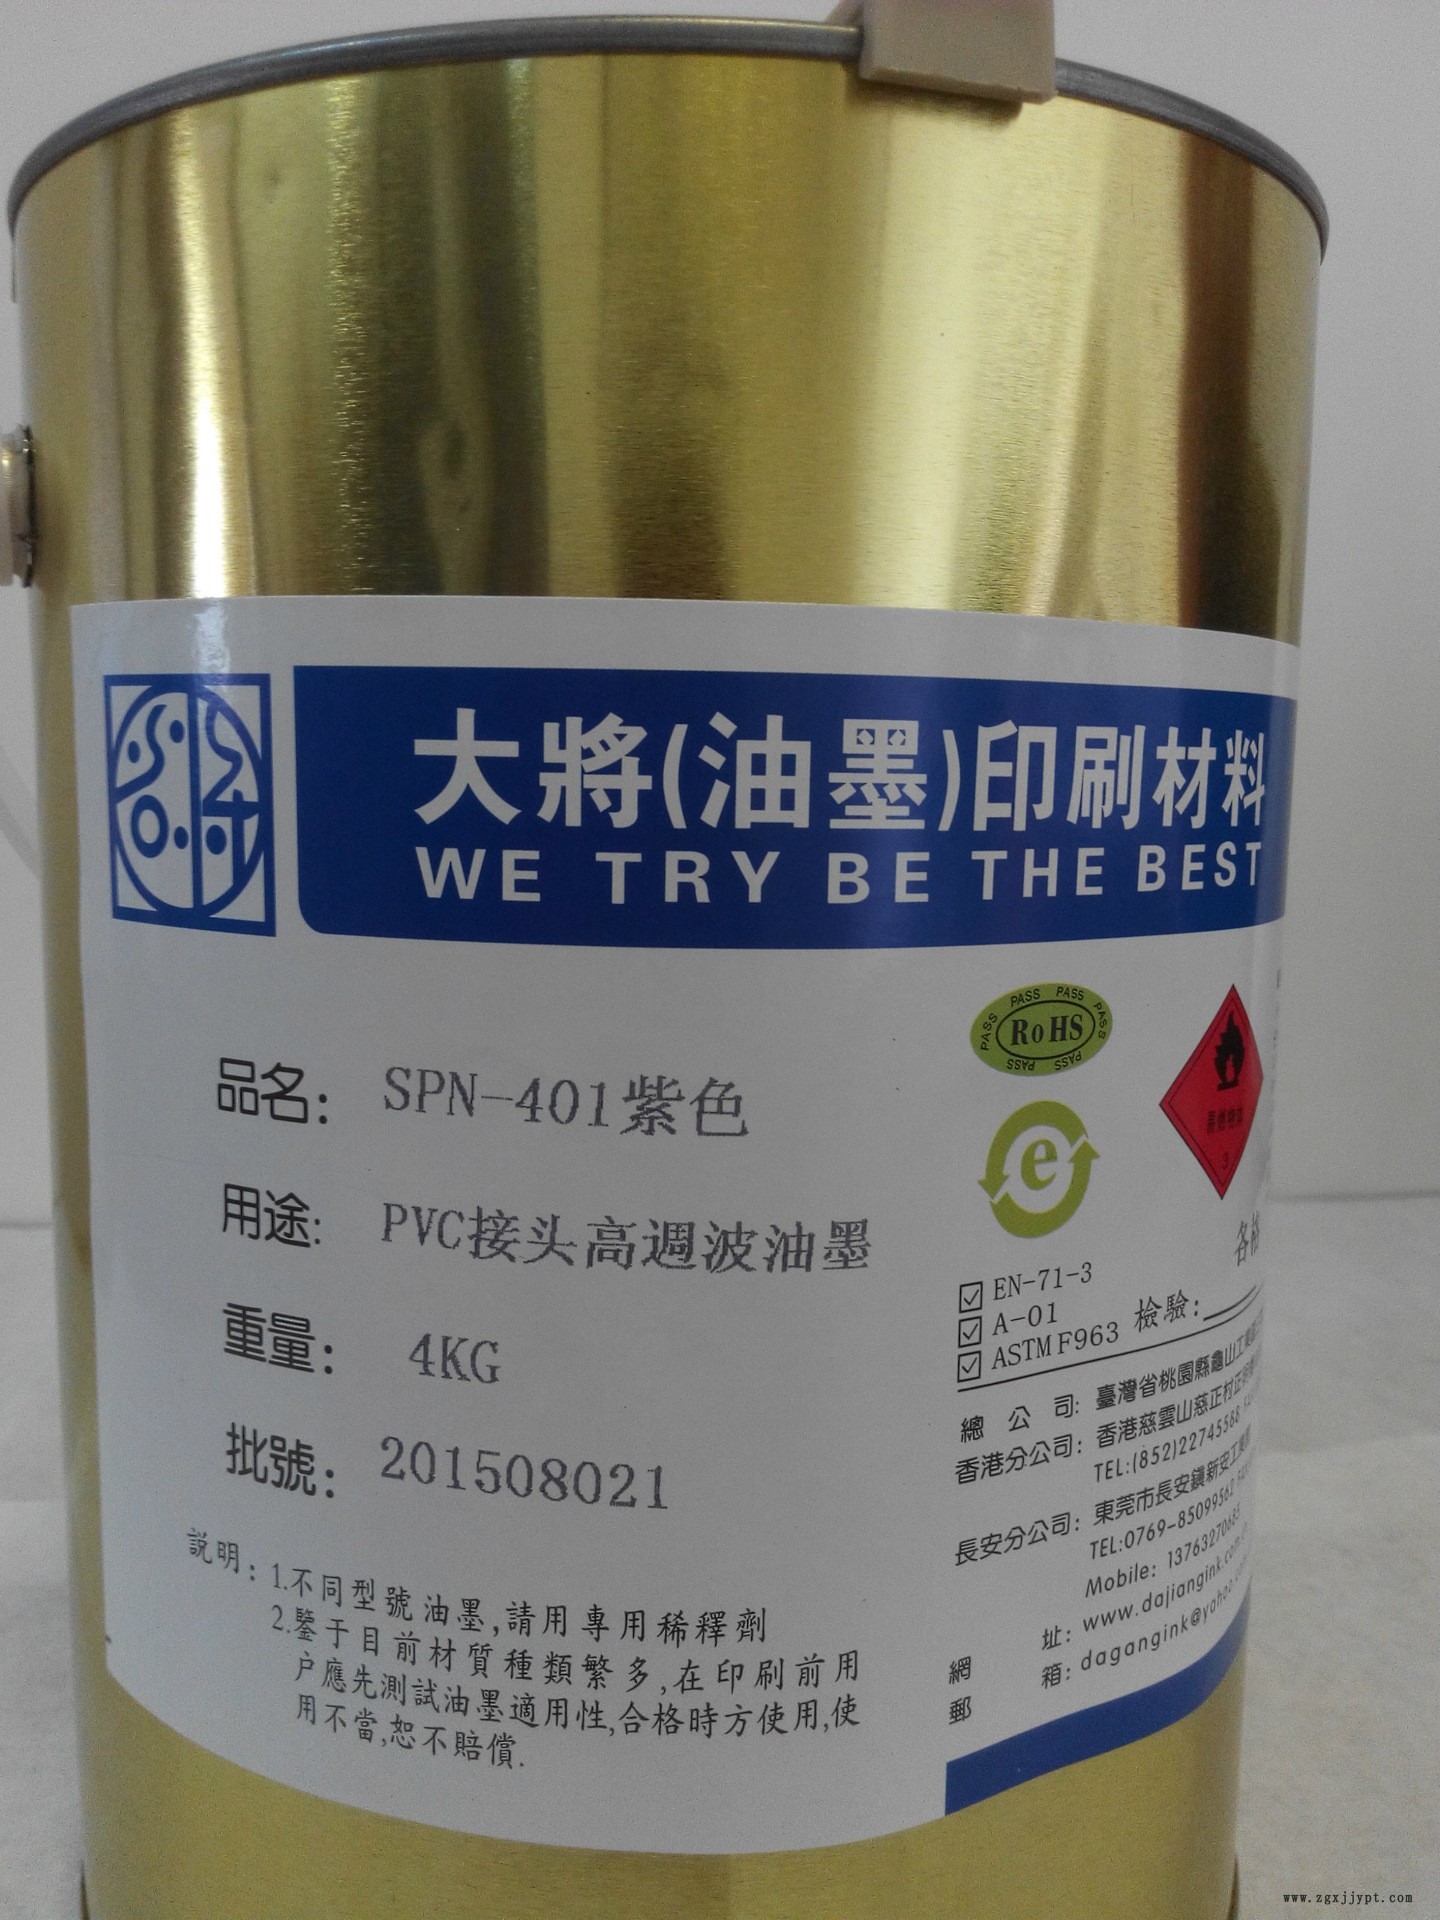 大將(油墨)印刷材料
WE TRY BE THE BEST
品名: SPN-401紫色
用途: PVC接头高週波油墨
重量: 4KG
批號: 201508021
説明: 1.不同型號油墨,請用專用稀釋劑
2.鑒于目前材質種類繁多,在印刷前用
户應先測試油墨適用性,合格時方使用,使
用不當,恕不賠償.
PASS PASS PASS PASS PASS PASS
RoHS
e
3
各格
☑ EN-71-3
☑ A-01
☑ ASTM F963 檢驗:
總公司: 臺灣省桃園縣龜山工
香港分公司: 香港慈雲山慈正村正
TEL:(852)22745588
長安分公司: 東莞市長安鎮新安工
TEL:0769-85099562
Mobile: 13763270685
網址: www.dajiangink.com
郵箱: dagangink@yahoo
www.zgxjjypt.com